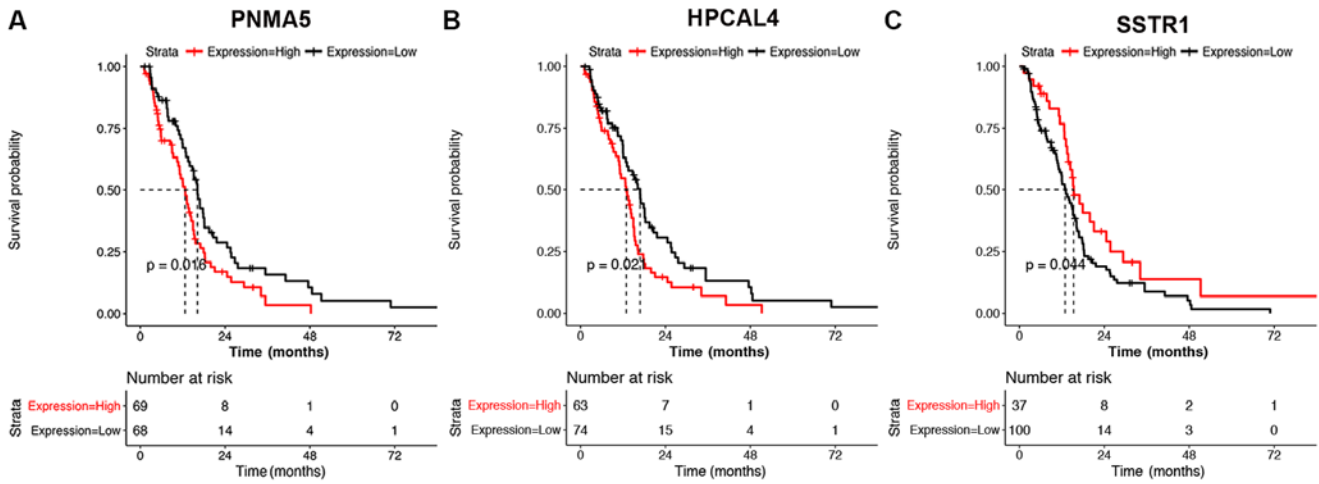 A PNMA5
Strata Expression=High Expression=Low
Survival probability
1.00
0.75
0.50
0.25
0.00
p = 0.016
0 24 48 72
Time (months)
Number at risk
Strata
Expression=High 69 8 1 0
Expression=Low 68 14 4 1
0 24 48 72
Time (months)
B HPCAL4
Strata Expression=High Expression=Low
Survival probability
1.00
0.75
0.50
0.25
0.00
p = 0.021
0 24 48 72
Time (months)
Number at risk
Strata
Expression=High 63 7 1 0
Expression=Low 74 15 4 1
0 24 48 72
Time (months)
C SSTR1
Strata Expression=High Expression=Low
Survival probability
1.00
0.75
0.50
0.25
0.00
p = 0.044
0 24 48 72
Time (months)
Number at risk
Strata
Expression=High 37 8 2 1
Expression=Low 100 14 3 0
0 24 48 72
Time (months)